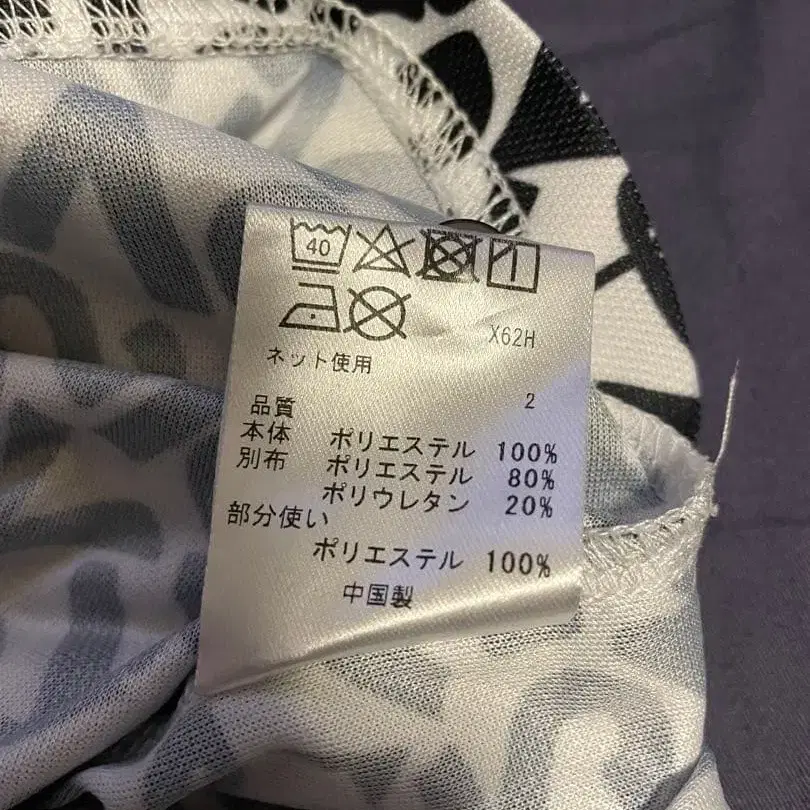 40
X62H
ネット使用
2
品質
本体 ポリエステル 100%
別布 ポリエステル 80%
ポリウレタン 20%
部分使い
ポリエステル 100%
中国製